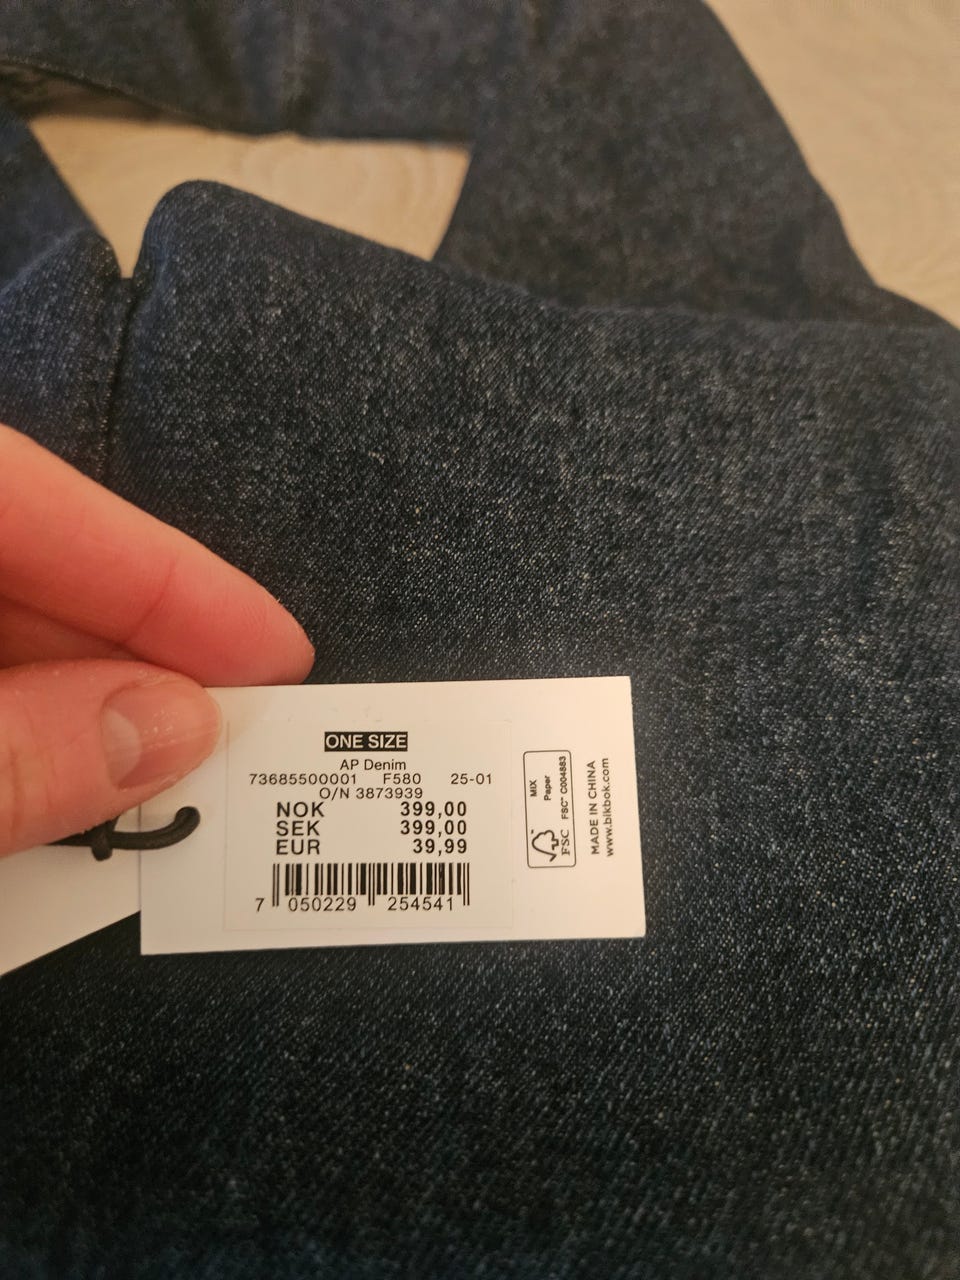 ONE SIZE
AP Denim
73685500001 F580 25-01
O/N 3873939
NOK 399,00
SEK 399,00
EUR 39,99
7 050229 254541
MIX
Paper
FSC® C004883
FSC
MADE IN CHINA
www.bikbok.com